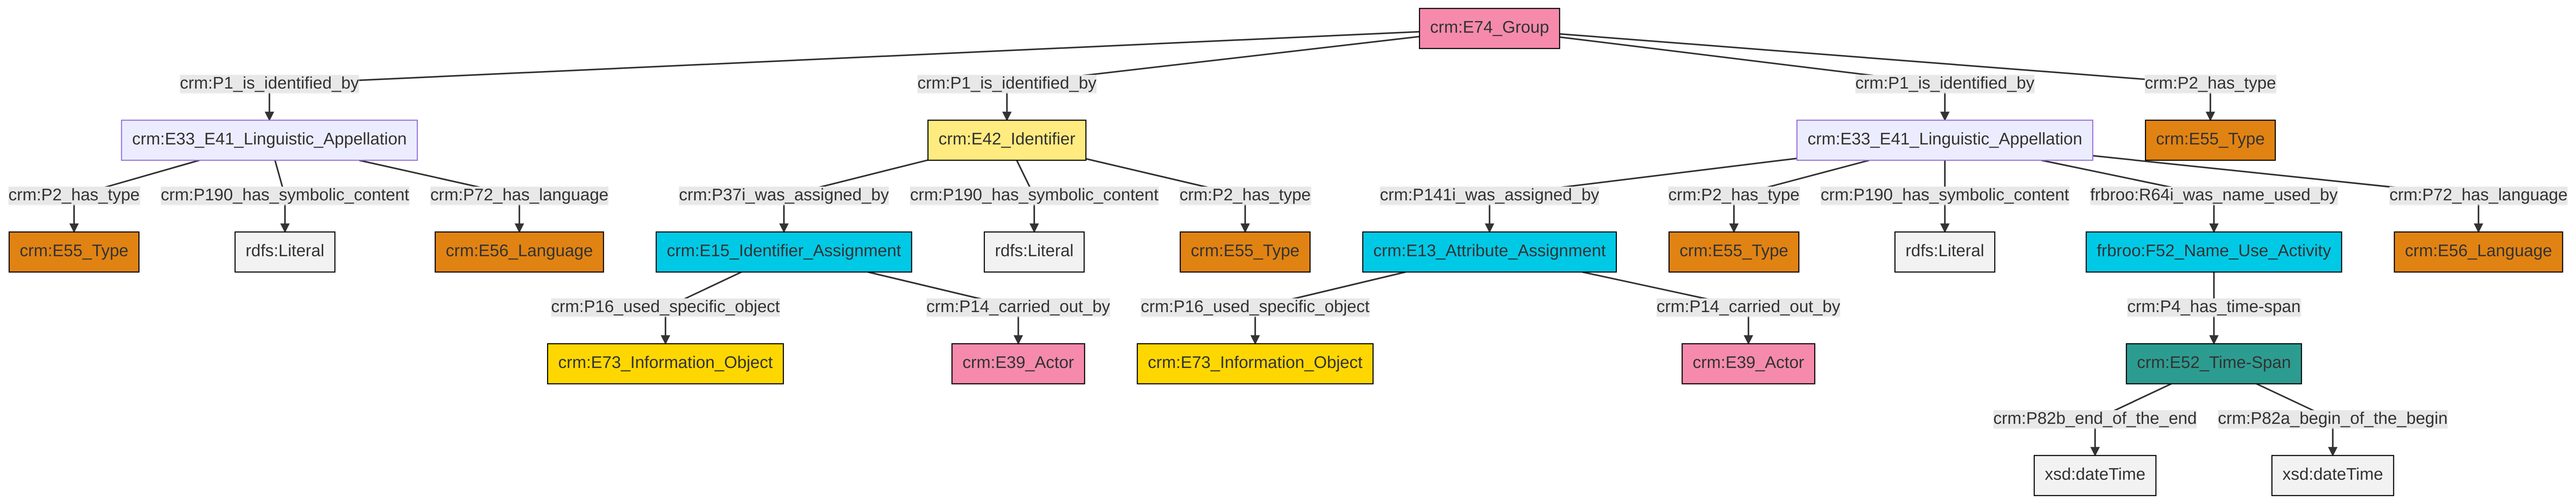 crm:E74_Group
crm:P1_is_identified_by
crm:P1_is_identified_by
crm:P1_is_identified_by
crm:P2_has_type
crm:E33_E41_Linguistic_Appellation
crm:E42_Identifier
crm:E33_E41_Linguistic_Appellation
crm:E55_Type
crm:P2_has_type
crm:P190_has_symbolic_content
crm:P72_has_language
crm:P37i_was_assigned_by
crm:P190_has_symbolic_content
crm:P2_has_type
crm:P141i_was_assigned_by
crm:P2_has_type
crm:P190_has_symbolic_content
frbroo:R64i_was_name_used_by
crm:P72_has_language
crm:E55_Type
rdfs:Literal
crm:E56_Language
crm:E15_Identifier_Assignment
rdfs:Literal
crm:E55_Type
crm:E13_Attribute_Assignment
crm:E55_Type
rdfs:Literal
frbroo:F52_Name_Use_Activity
crm:E56_Language
crm:P16_used_specific_object
crm:P14_carried_out_by
crm:P16_used_specific_object
crm:P14_carried_out_by
crm:P4_has_time-span
crm:E73_Information_Object
crm:E39_Actor
crm:E73_Information_Object
crm:E39_Actor
crm:E52_Time-Span
crm:P82b_end_of_the_end
crm:P82a_begin_of_the_begin
xsd:dateTime
xsd:dateTime